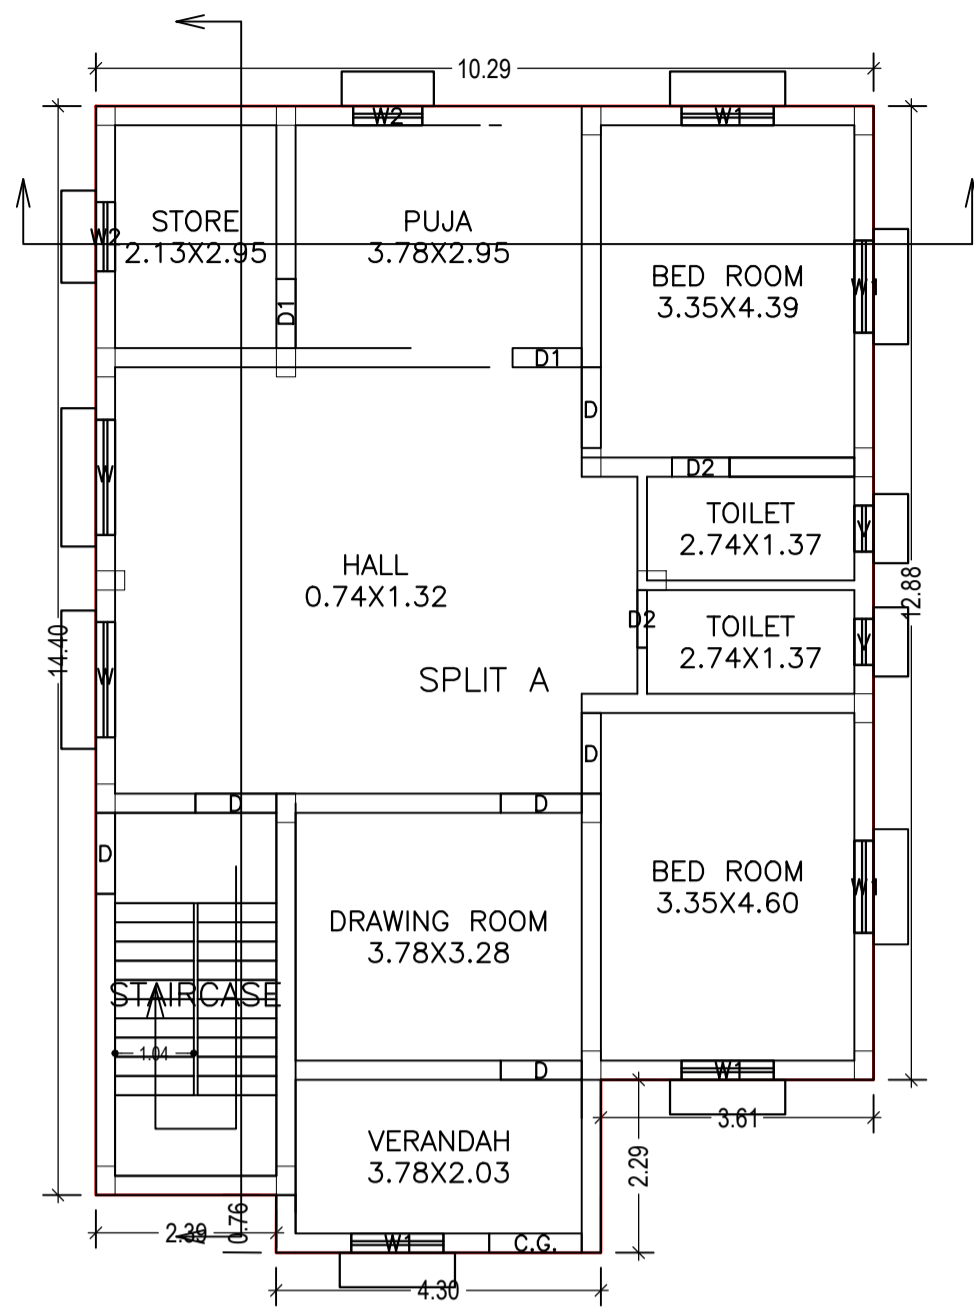 10.29
W2
W1
STORE
2.13X2.95
PUJA
3.78X2.95
W2
BED ROOM
3.35X4.39
W1
D1
D1
D
W
D2
TOILET
2.74X1.37
V
HALL
0.74X1.32
12.88
14.40
D2
TOILET
2.74X1.37
V
W
SPLIT A
D
D
D
D
BED ROOM
3.35X4.60
W1
DRAWING ROOM
3.78X3.28
STAIRCASE
1.04
D
W1
3.61
VERANDAH
3.78X2.03
2.29
2.39
0.76
W1
C.G.
4.30